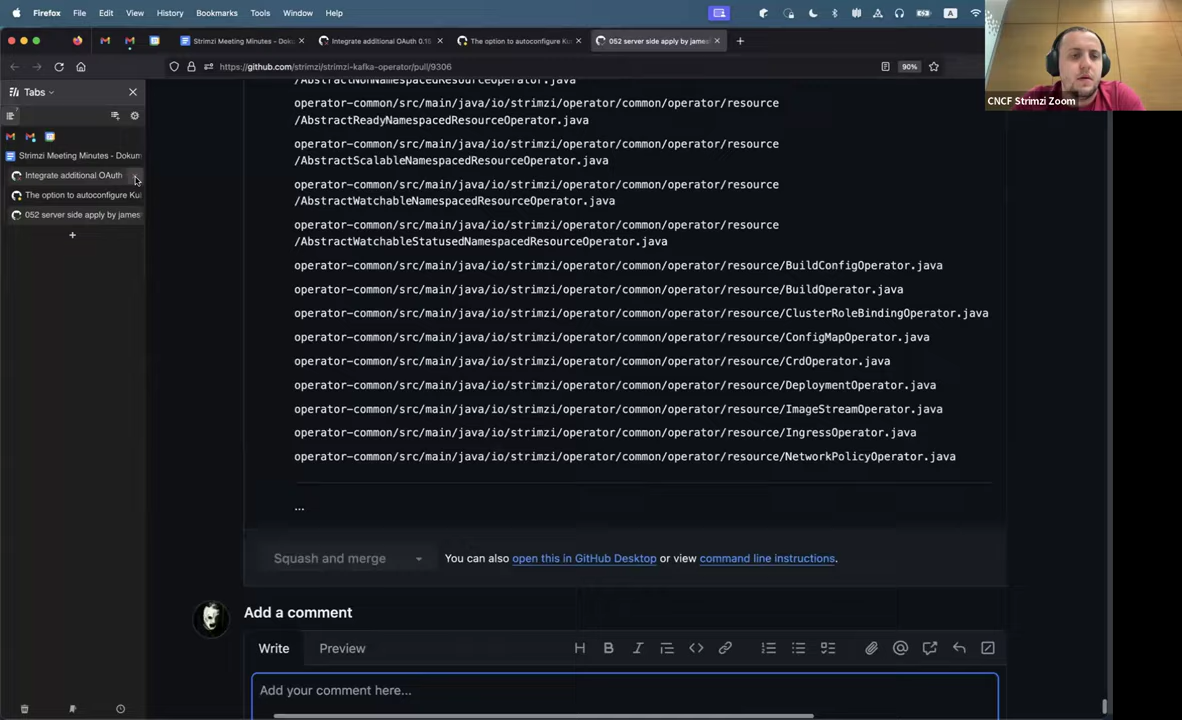 Firefox File Edit View History Bookmarks Tools Window Help
Strimzi Meeting Minutes - Dok
Integrate additional OAuth 0.15
The option to autoconfigure Ku
052 server side apply by james
https://github.com/strimzi/strimzi-kafka-operator/pull/9306
90%
CNCF Strimzi Zoom
Tabs
Strimzi Meeting Minutes - Dokum
Integrate additional OAuth
The option to autoconfigure Ku
052 server side apply by james
/AbstractNonNamespacedResourceOperator.java
operator-common/src/main/java/io/strimzi/operator/common/operator/resource
/AbstractReadyNamespacedResourceOperator.java
operator-common/src/main/java/io/strimzi/operator/common/operator/resource
/AbstractScalableNamespacedResourceOperator.java
operator-common/src/main/java/io/strimzi/operator/common/operator/resource
/AbstractWatchableNamespacedResourceOperator.java
operator-common/src/main/java/io/strimzi/operator/common/operator/resource
/AbstractWatchableStatusedNamespacedResourceOperator.java
operator-common/src/main/java/io/strimzi/operator/common/operator/resource/BuildConfigOperator.java
operator-common/src/main/java/io/strimzi/operator/common/operator/resource/BuildOperator.java
operator-common/src/main/java/io/strimzi/operator/common/operator/resource/ClusterRoleBindingOperator.java
operator-common/src/main/java/io/strimzi/operator/common/operator/resource/ConfigMapOperator.java
operator-common/src/main/java/io/strimzi/operator/common/operator/resource/CrdOperator.java
operator-common/src/main/java/io/strimzi/operator/common/operator/resource/DeploymentOperator.java
operator-common/src/main/java/io/strimzi/operator/common/operator/resource/ImageStreamOperator.java
operator-common/src/main/java/io/strimzi/operator/common/operator/resource/IngressOperator.java
operator-common/src/main/java/io/strimzi/operator/common/operator/resource/NetworkPolicyOperator.java
...
Squash and merge You can also open this in GitHub Desktop or view command line instructions.
Add a comment
Write Preview
Add your comment here...